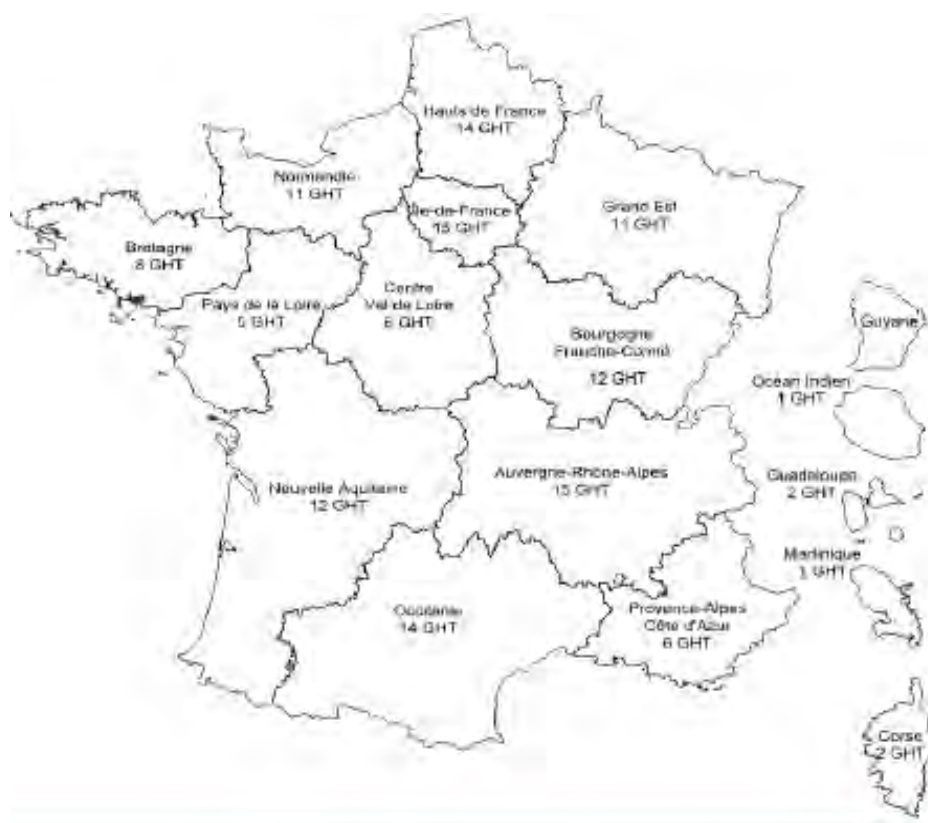 Hauts de France
14 GHT
Normandie
11 GHT
Île-de-France
15 GHT
Grand Est
11 GHT
Bretagne
8 GHT
Pays de la Loire
5 GHT
Centre
Val de Loire
6 GHT
Bourgogne
Franche-Comté
12 GHT
Guyane
Océan Indien
1 GHT
Auvergne-Rhône-Alpes
15 GHT
Guadeloupe
2 GHT
Nouvelle Aquitaine
12 GHT
Martinique
1 GHT
Occitanie
14 GHT
Provence-Alpes
Côte d'Azur
6 GHT
Corse
2 GHT